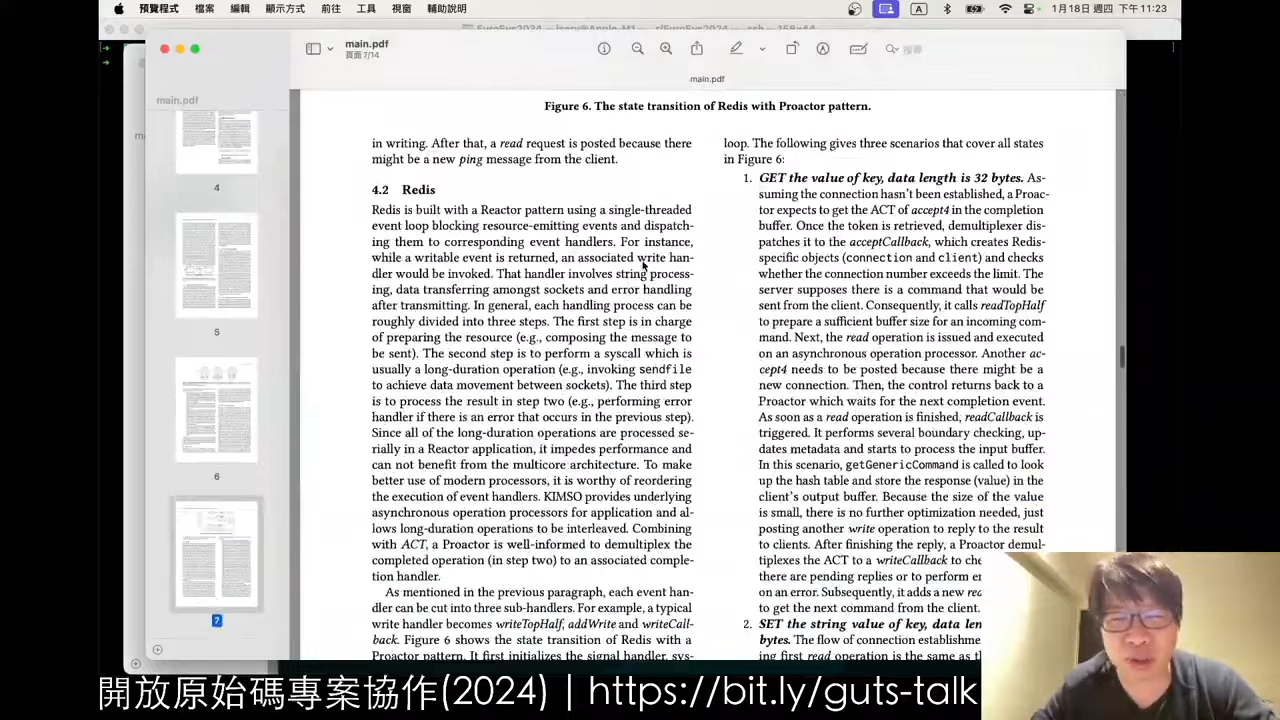 預覽程式 檔案 編輯 顯示方式 前往 工具 視窗 輔助說明
A
1月18日 週四 下午 11:23
main.pdf
頁面 7/14
main.pdf
main.pdf
4
5
6
7
Figure 6. The state transition of Redis with Proactor pattern.
in writing. After that, a read request is posted because there
might be a new ping message from the client.
4.2 Redis
Redis is built with a Reactor pattern using a single-threaded
event loop blocking resource-emitting events and dispatch-
ing them to corresponding event handlers. For instance,
while a writable event is returned, an associated write han-
dler would be invoked. That handler involves string process-
ing, data transferring amongst sockets and error handling
after transmitting. In general, each handling process can be
roughly divided into three steps. The first step is in charge
of preparing the resource (e.g., composing the message to
be sent). The second step is to perform a syscall which is
usually a long-duration operation (e.g., invoking sendfile
to achieve data movement between sockets). The third step
is to process the result in step two (e.g., performing error
handler if there is an error that occurs in the previous step).
Since all of the long-duration operations are processed se-
rially in a Reactor application, it impedes performance and
can not benefit from the multicore architecture. To make
better use of modern processors, it is worthy of reordering
the execution of event handlers. KIMSO provides underlying
asynchronous operation processors for application and al-
lows long-duration operations to be interleaved. Combining
with ACT, a Proactor is well-informed to demultiplex the
completed operation (in step two) to an associated comple-
tion handler.
As mentioned in the previous paragraph, each event han-
dler can be cut into three sub-handlers. For example, a typical
write handler becomes writeTopHalf, addWrite and writeCall-
back. Figure 6 shows the state transition of Redis with a
Proactor pattern. It first initializes the signal handler, sys-
loop. The following gives three scenarios that cover all states
in Figure 6:
1. GET the value of key, data length is 32 bytes. As-
suming the connection hasn't been established, a Proac-
tor expects to get the ACT of accept4 in the completion
buffer. Once the token is retrieved, demultiplexer dis-
patches it to the acceptCallback, which creates Redis-
specific objects (connection and client) and checks
whether the connection number exceeds the limit. The
server supposes there is a command that would be
sent from the client. Consequently, it calls readTopHalf
to prepare a sufficient buffer size for an incoming com-
mand. Next, the read operation is issued and executed
on an asynchronous operation processor. Another ac-
cept4 needs to be posted because there might be a
new connection. Then, the control returns back to a
Proactor which waits for the next completion event.
As soon as a read operation is finished, readCallback is
triggered. It performs several boundary checking, up-
dates metadata and starts to process the input buffer.
In this scenario, getGenericCommand is called to look
up the hash table and store the response (value) in the
client's output buffer. Because the size of the value
is small, there is no further optimization needed, just
posting another write operation to reply to the result
to clients. After finishing the reply, a Proactor demul-
tiplexes the ACT to a writeCallback to che
there are pending replies or to perform er
on an error. Subsequently, it adds a new rea
to get the next command from the client.
2. SET the string value of key, data len
bytes. The flow of connection establishme
ing first read operation is the same as th
開放原始碼專案協作(2024) | https://bit.ly/guts-talk